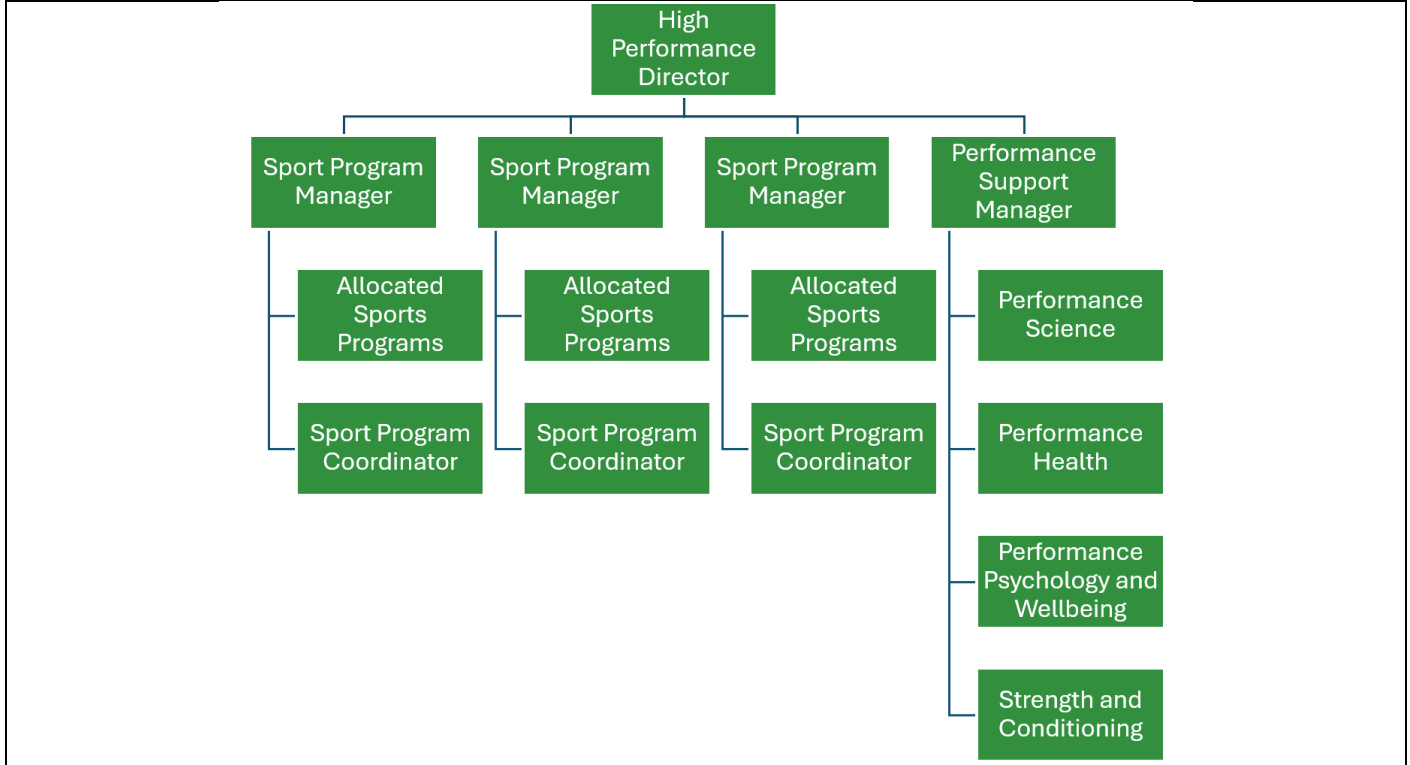 High
Performance
Director
Sport Program
Manager
Sport Program
Manager
Sport Program
Manager
Performance
Support
Manager
Allocated
Sports
Programs
Allocated
Sports
Programs
Allocated
Sports
Programs
Performance
Science
Sport Program
Coordinator
Sport Program
Coordinator
Sport Program
Coordinator
Performance
Health
Performance
Psychology and
Wellbeing
Strength and
Conditioning